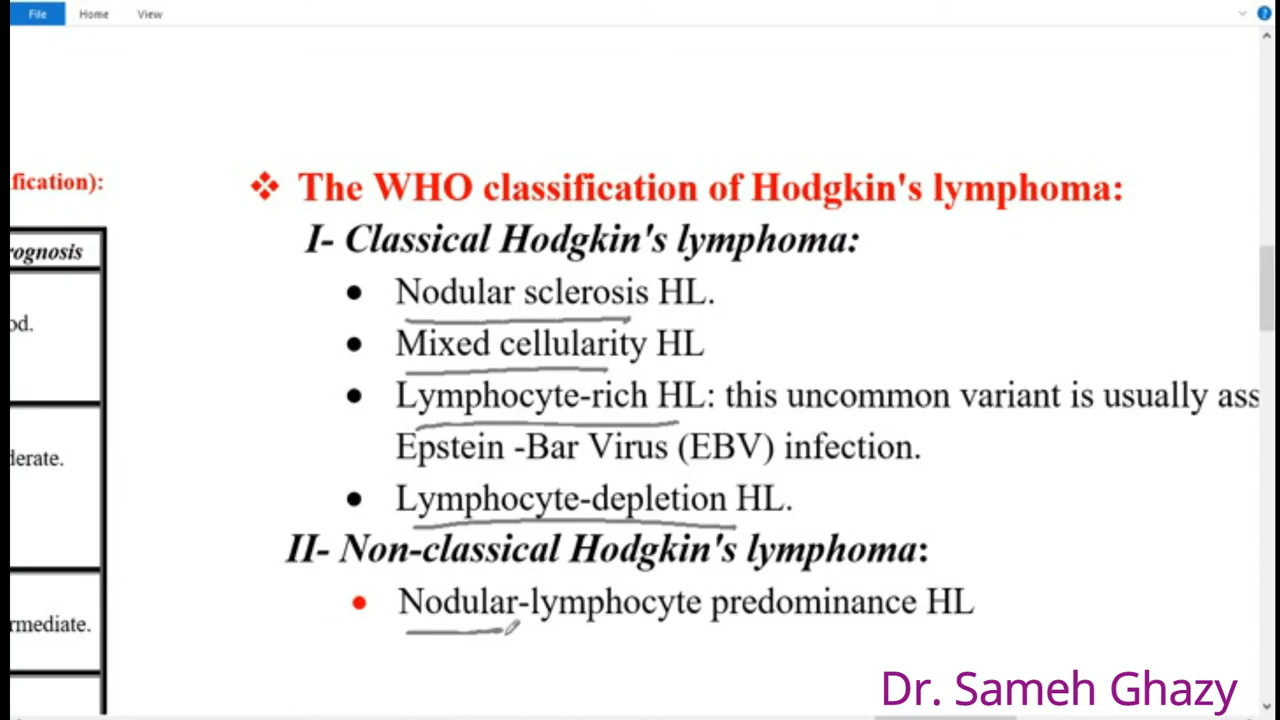 File Home View
fication):
ognosis
od.
derate.
rmediate.
❖ The WHO classification of Hodgkin's lymphoma:
I- Classical Hodgkin's lymphoma:
• Nodular sclerosis HL.
• Mixed cellularity HL
• Lymphocyte-rich HL: this uncommon variant is usually ass
Epstein -Bar Virus (EBV) infection.
• Lymphocyte-depletion HL.
II- Non-classical Hodgkin's lymphoma:
• Nodular-lymphocyte predominance HL
Dr. Sameh Ghazy